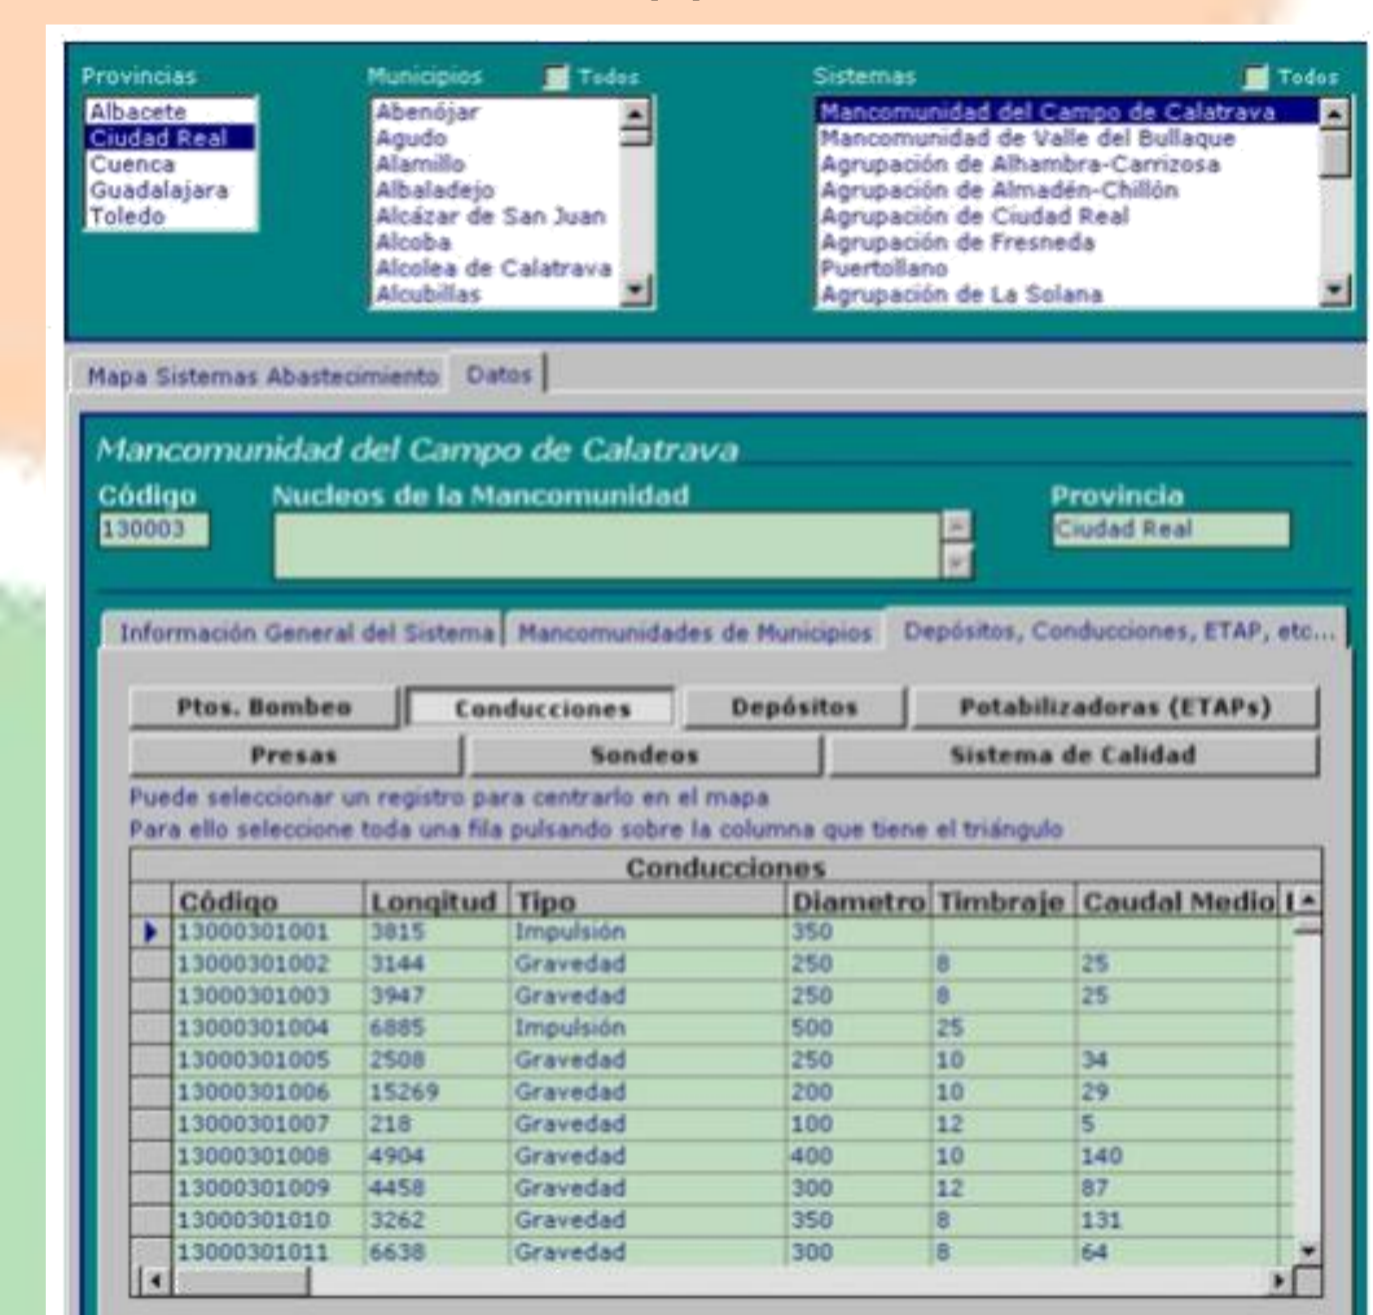 Provincias Municipios Todos Sistemas Todos
Albacete
Ciudad Real
Cuenca
Guadalajara
Toledo
Abenójar
Agudo
Alamillo
Albaladejo
Alcázar de San Juan
Alcoba
Alcolea de Calatrava
Alcubillas
Mancomunidad del Campo de Calatrava
Mancomunidad de Valle del Bullaque
Agrupación de Alhambra-Carrizosa
Agrupación de Almadén-Chillón
Agrupación de Ciudad Real
Agrupación de Fresneda
Puertollano
Agrupación de La Solana
Mapa Sistemas Abastecimiento Datos
Mancomunidad del Campo de Calatrava
Código Nucleos de la Mancomunidad Provincia
130003 Ciudad Real
Información General del Sistema Mancomunidades de Municipios Depósitos, Conducciones, ETAP, etc...
Ptos. Bombeo Conducciones Depósitos Potabilizadoras (ETAPs)
Presas Sondeos Sistema de Calidad
Puede seleccionar un registro para centrarlo en el mapa
Para ello seleccione toda una fila pulsando sobre la columna que tiene el triángulo
Conducciones
Código Longitud Tipo Diametro Timbraje Caudal Medio
13000301001 3815 Impulsión 350
13000301002 3144 Gravedad 250 8 25
13000301003 3947 Gravedad 250 8 25
13000301004 6885 Impulsión 500 25
13000301005 2508 Gravedad 250 10 34
13000301006 15269 Gravedad 200 10 29
13000301007 218 Gravedad 100 12 5
13000301008 4904 Gravedad 400 10 140
13000301009 4458 Gravedad 300 12 87
13000301010 3262 Gravedad 350 8 131
13000301011 6638 Gravedad 300 8 64